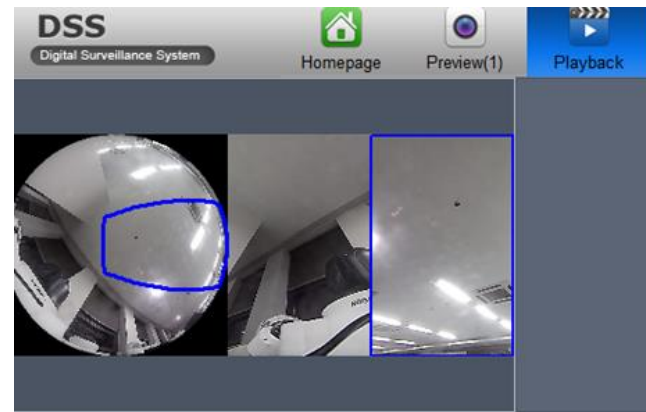 DSS
Digital Surveillance System
Homepage
Preview(1)
Playback